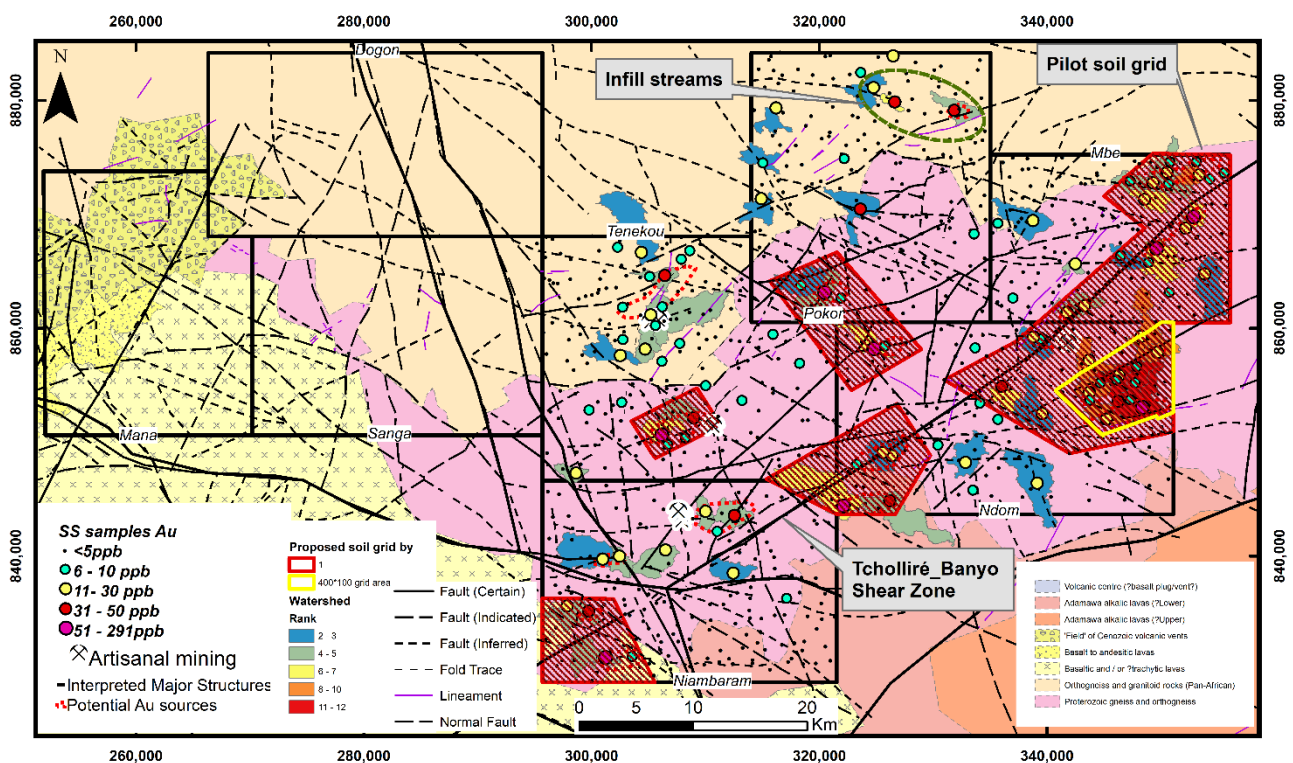 260,000
280,000
300,000
320,000
340,000
N
Dogon
Infill streams
Pilot soil grid
880,000
880,000
Mbe
Tenekou
860,000
860,000
Pokor
Mana
Sanga
Ndom
840,000
840,000
Tcholliré_Banyo
Shear Zone
Niambaram
SS samples Au
<5ppb
6 - 10 ppb
11- 30 ppb
31 - 50 ppb
51 - 291ppb
Artisanal mining
Interpreted Major Structures
Potential Au sources
Proposed soil grid by
1
400*100 grid area
Watershed
Rank
2 - 3
4 - 5
6 - 7
8 - 10
11 - 12
Fault (Certain)
Fault (Indicated)
Fault (Inferred)
Fold Trace
Lineament
Normal Fault
0 5 10 20
Km
Volcanic centre (?basalt plug/vent?)
Adamawa alkalic lavas (?Lower)
Adamawa alkalic lavas (?Upper)
'Field' of Cenozoic volcanic vents
Basalt to andesitic lavas
Basaltic and / or ?trachytic lavas
Orthogneiss and granitoid rocks (Pan-African)
Proterozoic gneiss and orthogneiss
260,000
280,000
300,000
320,000
340,000